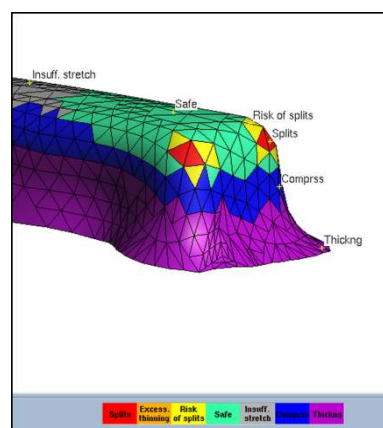 Insuff. stretch
Safe
Risk of splits
Splits
Comprss
Thickng
Splits
Excess.
thinning
Risk
of splits
Safe
Insuff.
stretch
Comprss
Thickng